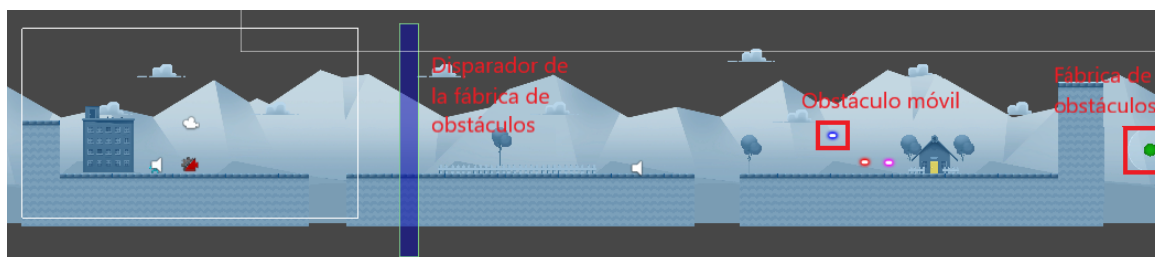 Disparador de
la fábrica de
obstáculos
Obstáculo móvil
Fábrica de
obstáculos